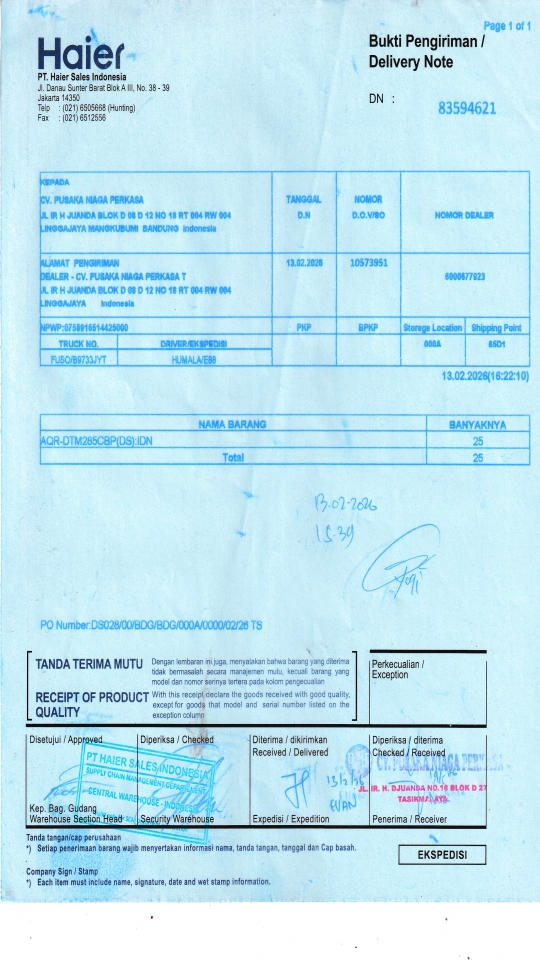 Page 1 of 1
Haier
PT. Haier Sales Indonesia
Jl. Danau Sunter Barat Blok A III, No. 38 - 39
Jakarta 14350
Telp : (021) 6505668 (Hunting)
Fax : (021) 6512556
Bukti Pengiriman /
Delivery Note
DN :
83594621
KEPADA
CV. PUSAKA NIAGA PERKASA
JL IR H JUANDA BLOK D 08 D 12 NO 18 RT 004 RW 004
LINGGAJAYA MANGKUBUMI BANDUNG Indonesia
TANGGAL
D.N
NOMOR
D.O.V/SO
NOMOR DEALER
ALAMAT PENGIRIMAN
DEALER - CV. PUSAKA NIAGA PERKASA T
JL IR H JUANDA BLOK D 08 D 12 NO 18 RT 004 RW 004
LINGGAJAYA Indonesia
13.02.2026
10573951
NPWP:
PKP
BPKP
Storege Location
Shipping Point
TRUCK NO.
DRIVER/EKSPEDISI
000A
FUSO/B9733JYT
13.02.2026(16:22:10)
NAMA BARANG
BANYAKNYA
AQR-DTM285CBP(DS):IDN
25
Total
25
13.02-2026
15.39
PO Number:DS028/00/BDG/BDG/000A/0000/02/26 TS
TANDA TERIMA MUTU
Dengan lembaran ini juga, menyatakan bahwa barang yang diterima
tidak bermasalah secara manajemen mutu, kecuali barang yang
model dan nomor serinya tertera pada kolom pengecualian
RECEIPT OF PRODUCT
QUALITY
With this receipt declare the goods received with good quality,
except for goods that model and serial number listed on the
exception column
Perkecualian /
Exception
Disetujui / Approved
Diperiksa / Checked
Diterima / dikirimkan
Received / Delivered
Diperiksa / diterima
Checked / Received
PT HAIER SALES INDONESIA
SUPPLY CHAIN MANAGEMENT DEPARTMENT
CENTRAL WAREHOUSE - INDONESIA
CV. PUSAKA NIAGA PERKASA
JL. IR. H. DJUANDA NO.18 BLOK D 27
TASIKMALAYA
EVAN
Kep. Bag. Gudang
Warehouse Section Head
Security Warehouse
Expedisi / Expedition
Penerima / Receiver
Tanda tangan/cap perusahaan
*) Setiap penerimaan barang wajib menyertakan informasi nama, tanda tangan, tanggal dan Cap basah.
EKSPEDISI
Company Sign / Stamp
*) Each item must include name, signature, date and wet stamp information.